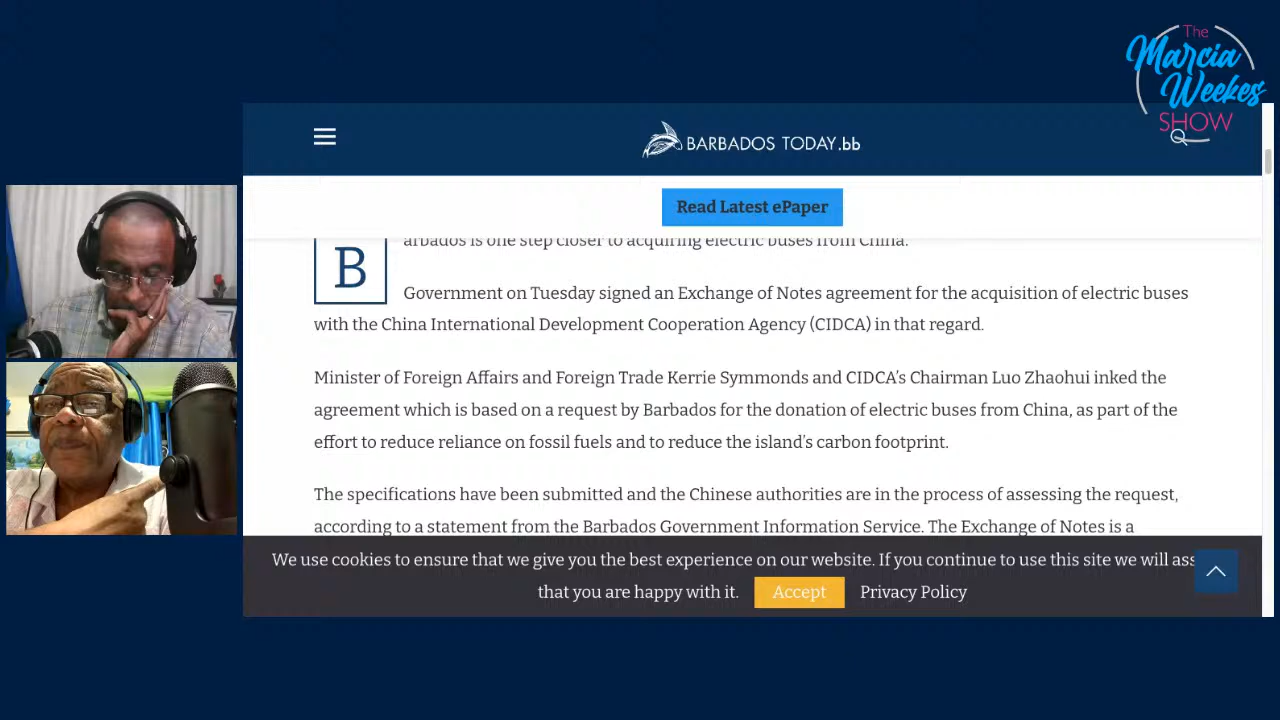 The
Marcia
Weekes
SHOW
BARBADOS TODAY.bb
Read Latest ePaper
Barbados is one step closer to acquiring electric buses from China.
Government on Tuesday signed an Exchange of Notes agreement for the acquisition of electric buses
with the China International Development Cooperation Agency (CIDCA) in that regard.
Minister of Foreign Affairs and Foreign Trade Kerrie Symmonds and CIDCA’s Chairman Luo Zhaohui inked the
agreement which is based on a request by Barbados for the donation of electric buses from China, as part of the
effort to reduce reliance on fossil fuels and to reduce the island’s carbon footprint.
The specifications have been submitted and the Chinese authorities are in the process of assessing the request,
according to a statement from the Barbados Government Information Service. The Exchange of Notes is a
We use cookies to ensure that we give you the best experience on our website. If you continue to use this site we will ass
that you are happy with it. Accept Privacy Policy